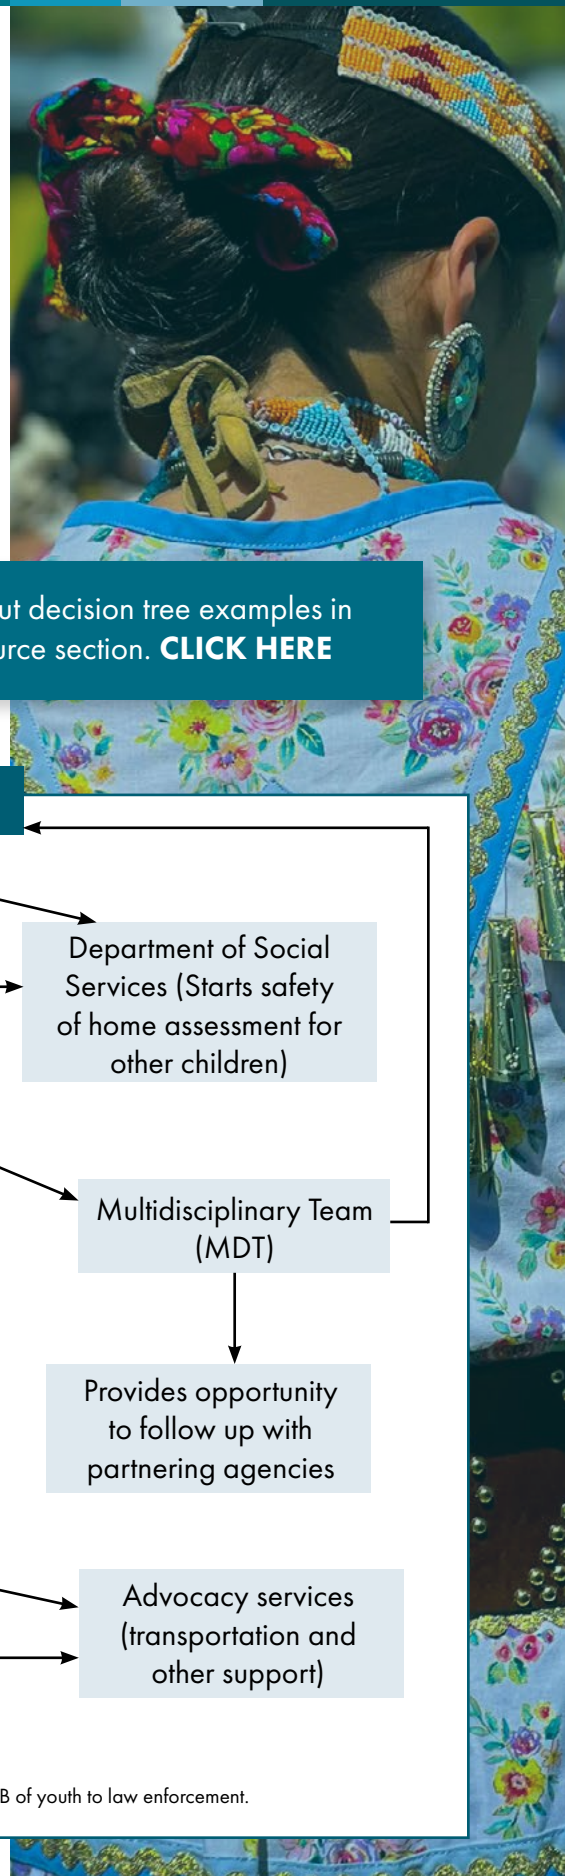 ut decision tree examples in
urce section. CLICK HERE
Department of Social
Services (Starts safety
of home assessment for
other children)
Multidisciplinary Team
(MDT)
Provides opportunity
to follow up with
partnering agencies
Advocacy services
(transportation and
other support)
B of youth to law enforcement.